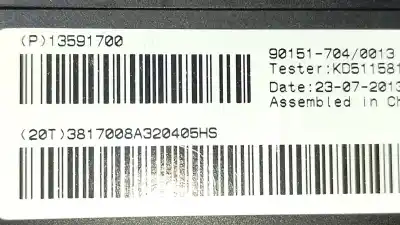 (P)13591700
90151-704/0013
Tester:KD511581
Date:23-07-2013
Assembled in Ch
(20T)3817008A320405HS